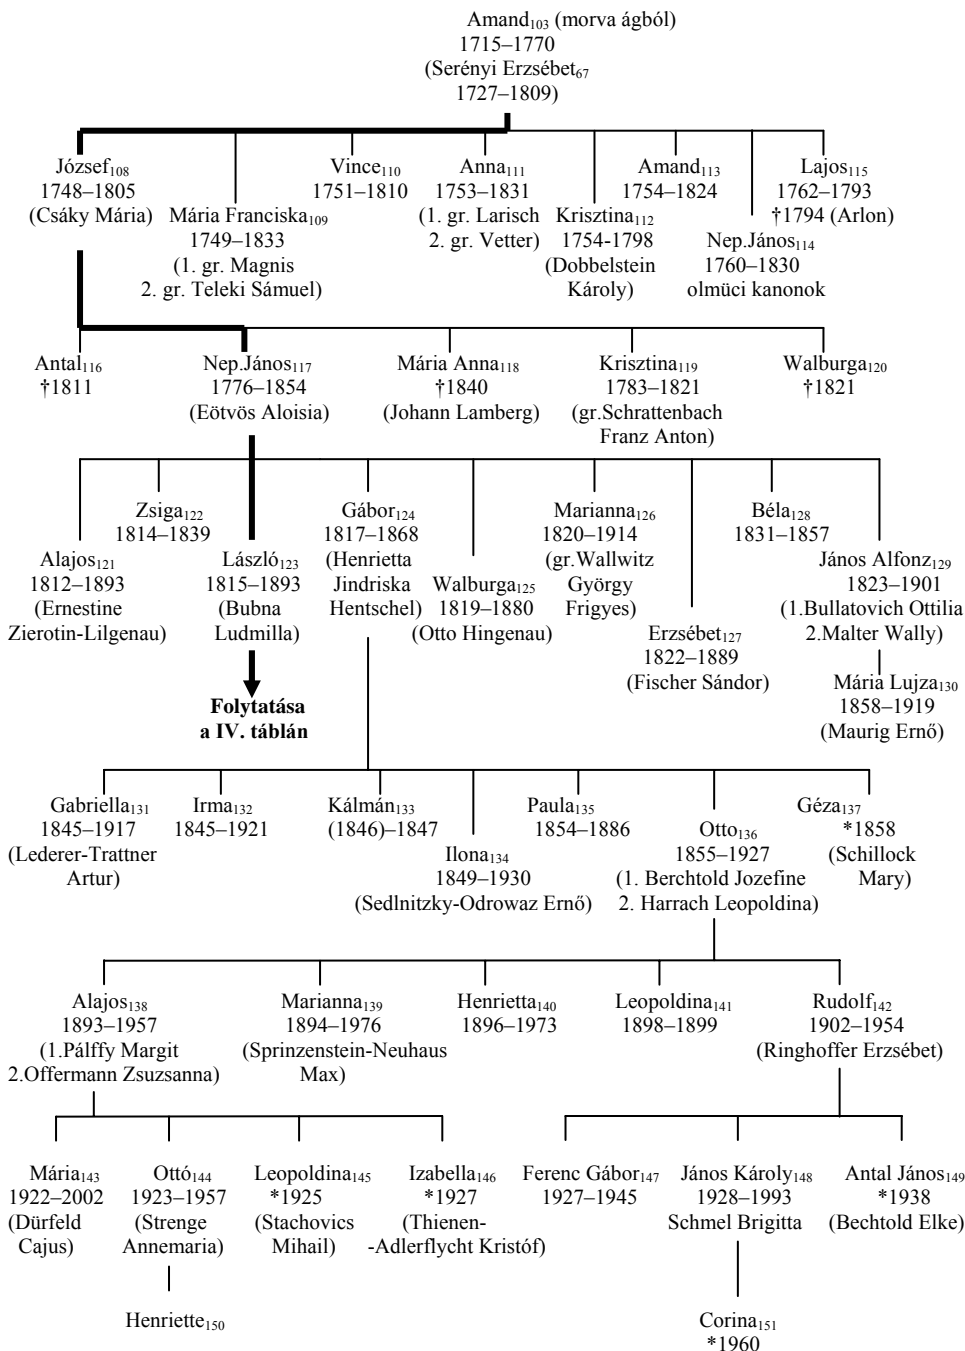 Amand₁₀₃ (morva ágból)
1715–1770
(Serényi Erzsébet₆₇
1727–1809)
József₁₀₈
1748–1805
(Csáky Mária)
Mária Franciska₁₀₉
1749–1833
(1. gr. Magnis
2. gr. Teleki Sámuel)
Vince₁₁₀
1751–1810
Anna₁₁₁
1753–1831
(1. gr. Larisch
2. gr. Vetter)
Krisztina₁₁₂
1754-1798
(Dobbelstein
Károly)
Amand₁₁₃
1754–1824
Nep.János₁₁₄
1760–1830
olmüci kanonok
Lajos₁₁₅
1762–1793
†1794 (Arlon)
Antal₁₁₆
†1811
Nep.János₁₁₇
1776–1854
(Eötvös Aloisia)
Mária Anna₁₁₈
†1840
(Johann Lamberg)
Krisztina₁₁₉
1783–1821
(gr.Schrattenbach
Franz Anton)
Walburga₁₂₀
†1821
Alajos₁₂₁
1812–1893
(Ernestine
Zierotin-Lilgenau)
Zsiga₁₂₂
1814–1839
László₁₂₃
1815–1893
(Bubna
Ludmilla)
Folytatása
a IV. táblán
Gábor₁₂₄
1817–1868
(Henrietta
Jindriska
Hentschel)
Walburga₁₂₅
1819–1880
(Otto Hingenau)
Marianna₁₂₆
1820–1914
(gr.Wallwitz
György
Frigyes)
Erzsébet₁₂₇
1822–1889
(Fischer Sándor)
Béla₁₂₈
1831–1857
János Alfonz₁₂₉
1823–1901
(1.Bullatovich Ottilia
2.Malter Wally)
Mária Lujza₁₃₀
1858–1919
(Maurig Ernő)
Gabriella₁₃₁
1845–1917
(Lederer-Trattner
Artur)
Irma₁₃₂
1845–1921
Kálmán₁₃₃
(1846)–1847
Ilona₁₃₄
1849–1930
(Sedlnitzky-Odrowaz Ernő)
Paula₁₃₅
1854–1886
Otto₁₃₆
1855–1927
(1. Berchtold Jozefine
2. Harrach Leopoldina)
Géza₁₃₇
*1858
(Schillock
Mary)
Alajos₁₃₈
1893–1957
(1.Pálffy Margit
2.Offermann Zsuzsanna)
Marianna₁₃₉
1894–1976
(Sprinzenstein-Neuhaus
Max)
Henrietta₁₄₀
1896–1973
Leopoldina₁₄₁
1898–1899
Rudolf₁₄₂
1902–1954
(Ringhoffer Erzsébet)
Mária₁₄₃
1922–2002
(Dürfeld
Cajus)
Ottó₁₄₄
1923–1957
(Strenge
Annemaria)
Leopoldina₁₄₅
*1925
(Stachovics
Mihail)
Izabella₁₄₆
*1927
(Thienen-
-Adlerflycht Kristóf)
Ferenc Gábor₁₄₇
1927–1945
János Károly₁₄₈
1928–1993
Schmel Brigitta
Antal János₁₄₉
*1938
(Bechtold Elke)
Henriette₁₅₀
Corina₁₅₁
*1960